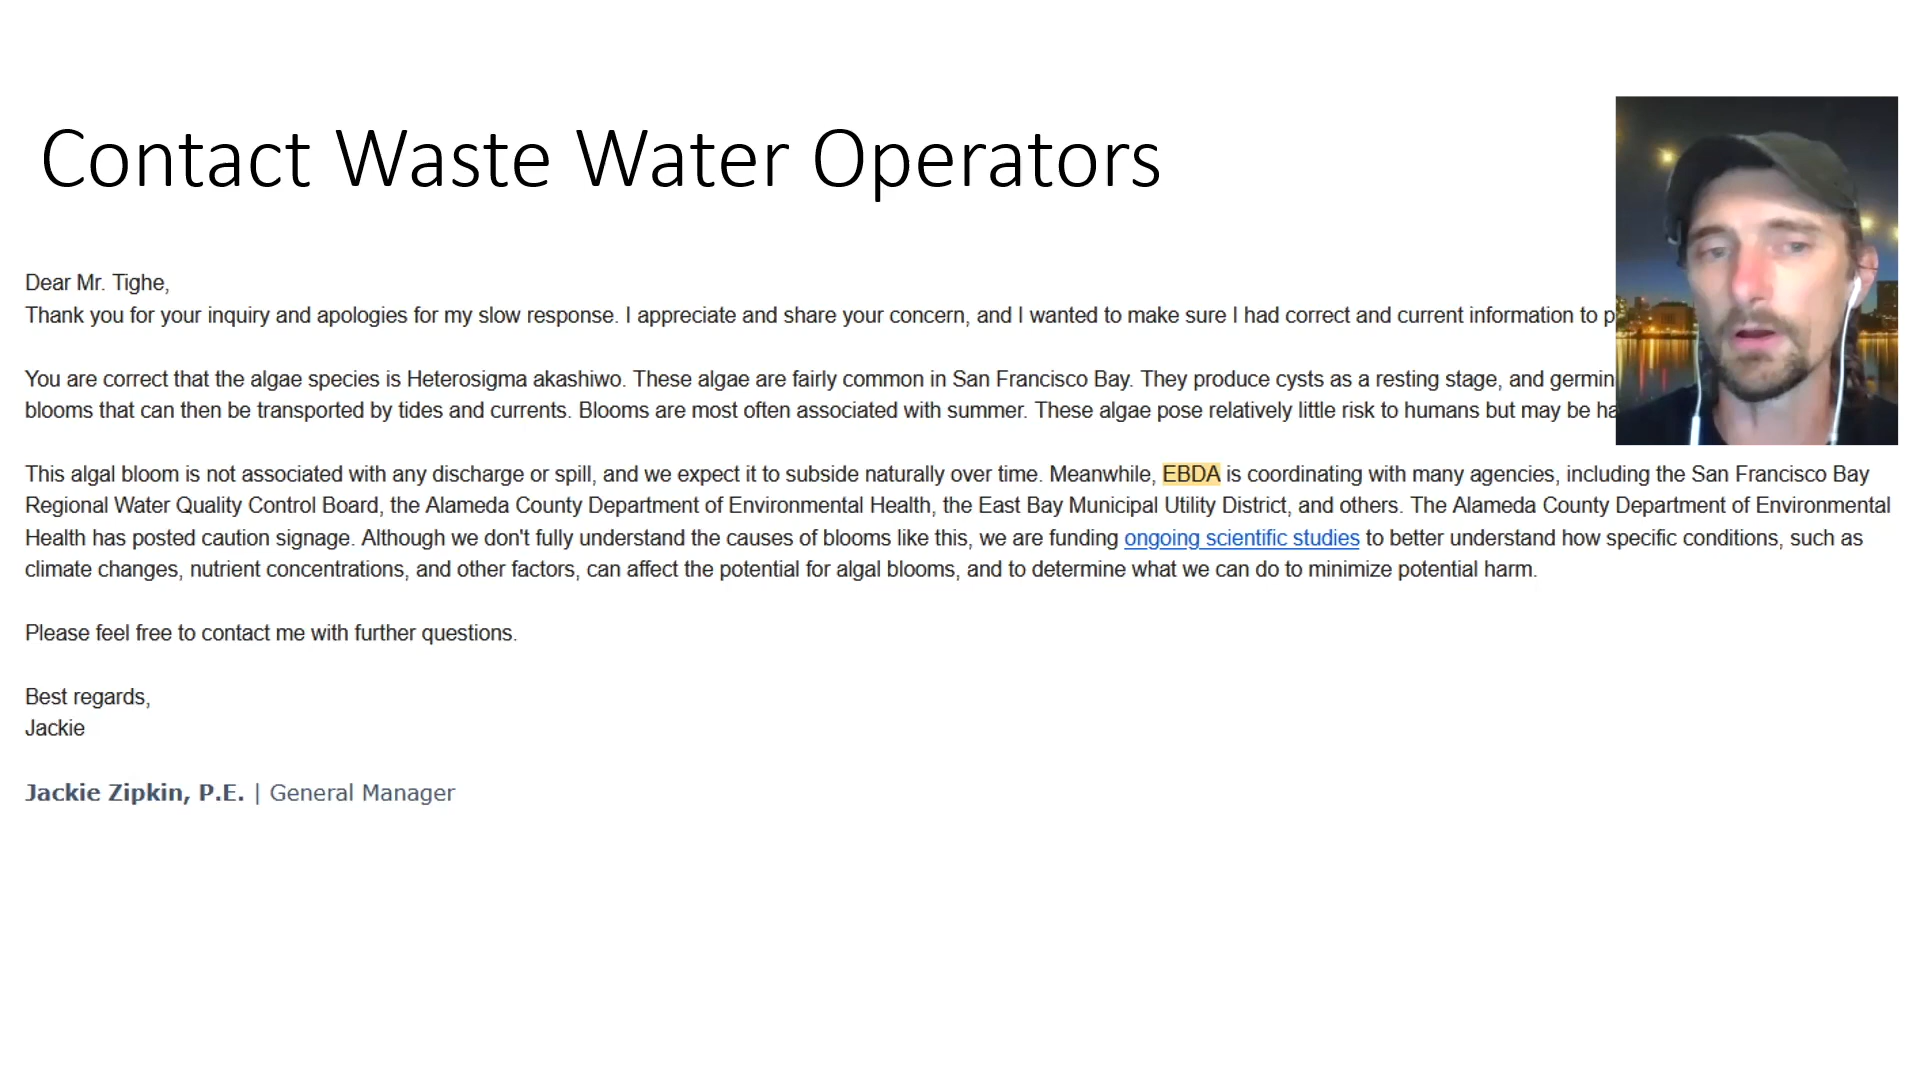 Contact Waste Water Operators
Dear Mr. Tighe,
Thank you for your inquiry and apologies for my slow response. I appreciate and share your concern, and I wanted to make sure I had correct and current information to
You are correct that the algae species is Heterosigma akashiwo. These algae are fairly common in San Francisco Bay. They produce cysts as a resting stage, and
blooms that can then be transported by tides and currents. Blooms are most often associated with summer. These algae pose relatively little risk to humans but may be
This algal bloom is not associated with any discharge or spill, and we expect it to subside naturally over time. Meanwhile, EBDA is coordinating with many agencies, including the San Francisco Bay
Regional Water Quality Control Board, the Alameda County Department of Environmental Health, the East Bay Municipal Utility District, and others. The Alameda County Department of Environmental
Health has posted caution signage. Although we don't fully understand the causes of blooms like this, we are funding ongoing scientific studies to better understand how specific conditions, such as
climate changes, nutrient concentrations, and other factors, can affect the potential for algal blooms, and to determine what we can do to minimize potential harm.
Please feel free to contact me with further questions.
Best regards,
Jackie
Jackie Zipkin, P.E. | General Manager